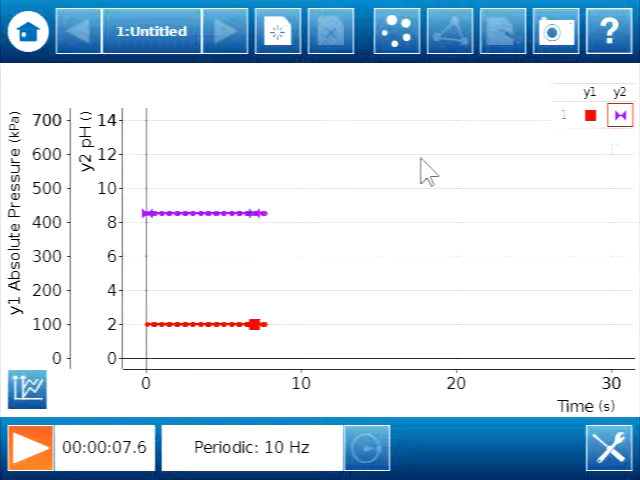 1:Untitled
?
y1 y2
1
y1 Absolute Pressure (kPa)
700
600
500
400
300
200
100
0
y2 pH ()
14
12
10
8
6
4
2
0
0 10 20 30
Time (s)
00:00:07.6
Periodic: 10 Hz